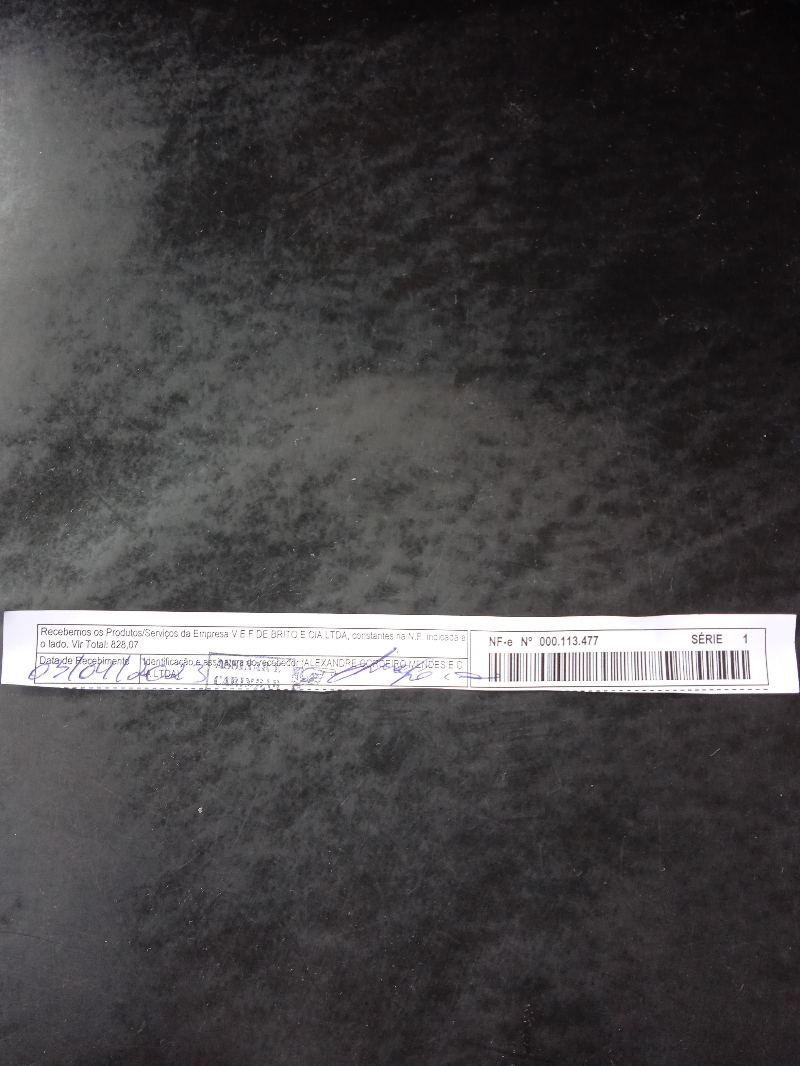 Recebemos os Produtos/Serviços da Empresa V E F DE BRITO E CIA LTDA, constantes na N.F. indicada a
o lado. Vlr Total: 828,07
Data de Recebimento
Identificação e assinatura do recebedor (ALEXANDRE CORDEIRO MENDES E C
IA LTDA)
NF-e Nº 000.113.477 SÉRIE 1